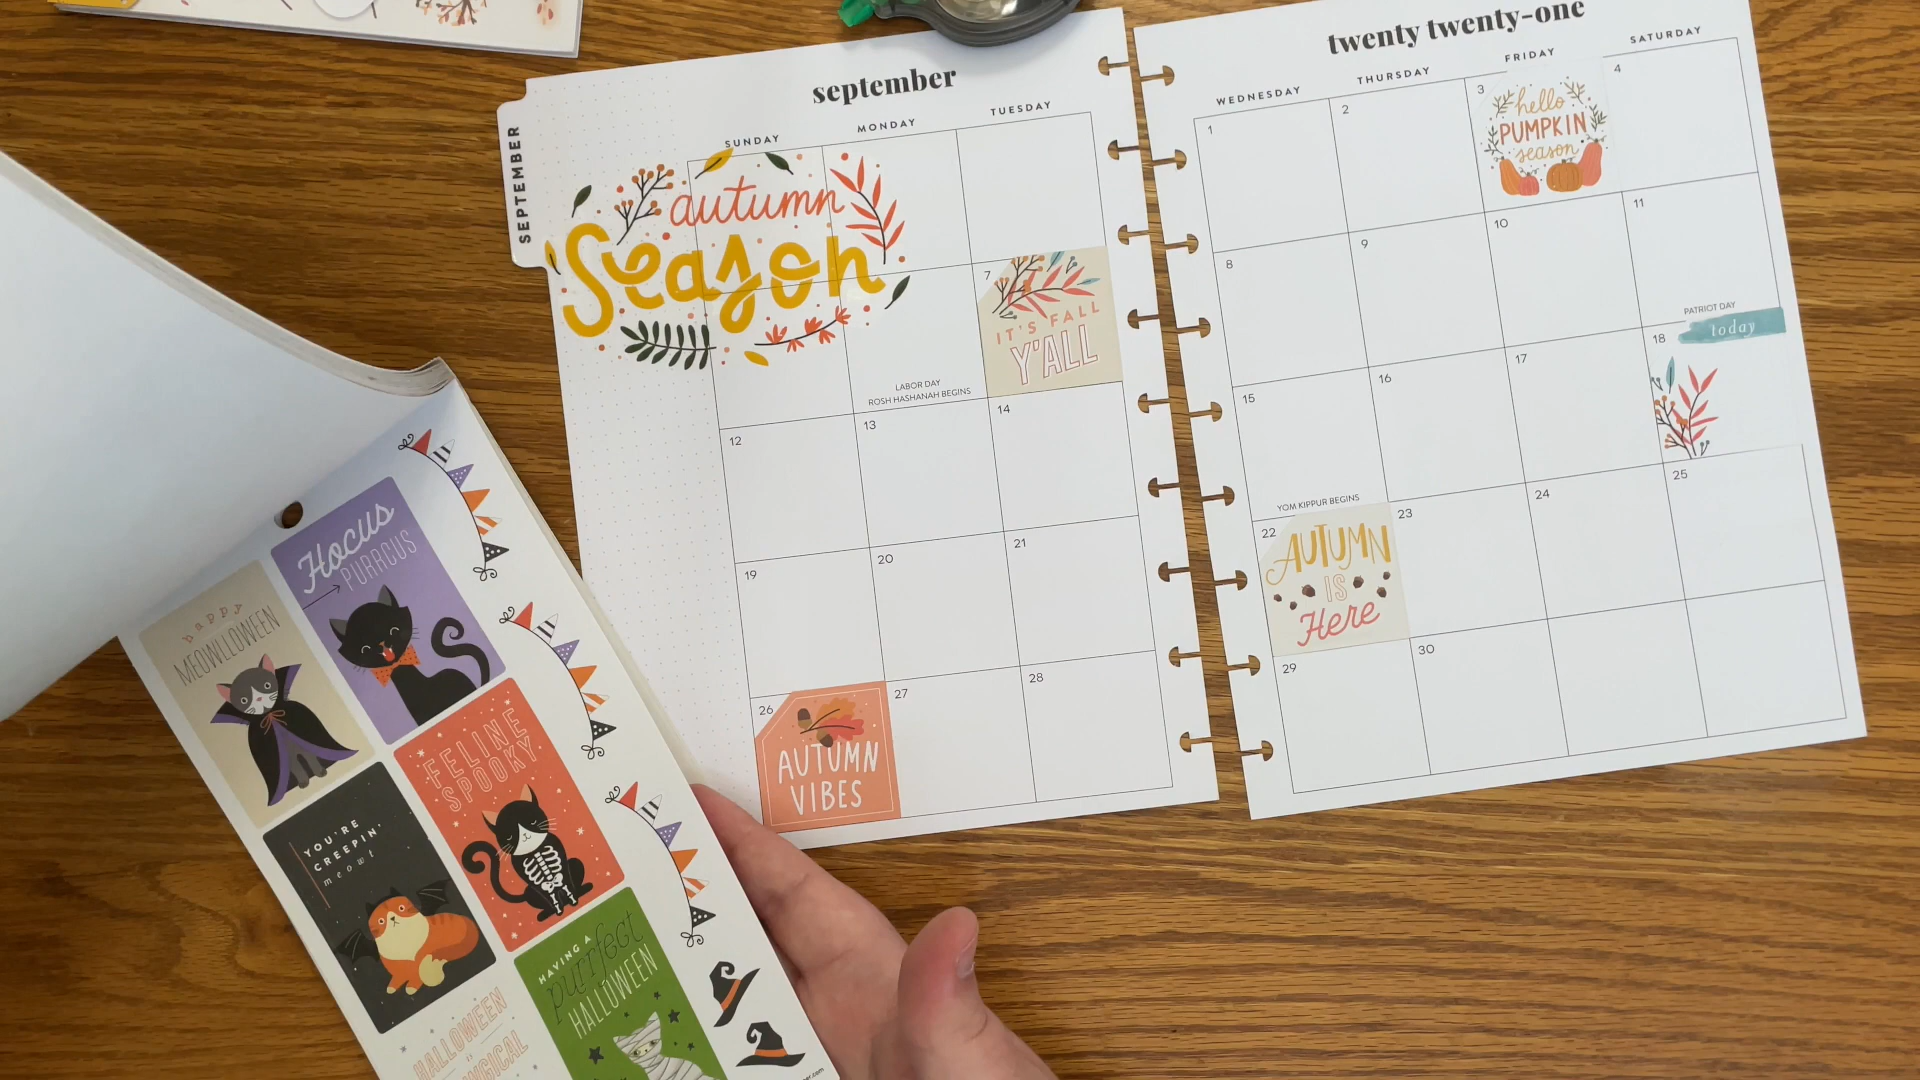 september
twenty twenty-one
SEPTEMBER
SUNDAY
MONDAY
TUESDAY
WEDNESDAY
THURSDAY
FRIDAY
SATURDAY
autumn
Season
1
2
3
hello
PUMPKIN
season
4
LABOR DAY
ROSH HASHANAH BEGINS
7
IT'S FALL
Y'ALL
8
9
10
11
PATRIOT DAY
12
13
14
15
YOM KIPPUR BEGINS
16
17
18
today
19
20
21
22
AUTUMN
IS
Here
23
24
25
26
AUTUMN
VIBES
27
28
29
30
happy
MEOWLLOWEEN
Hocus
PURRCUS
YOU'RE
CREEPIN'
meowt
FELINE
SPOOKY
HAVING A
purrfect
HALLOWEEN
HALLOWEEN